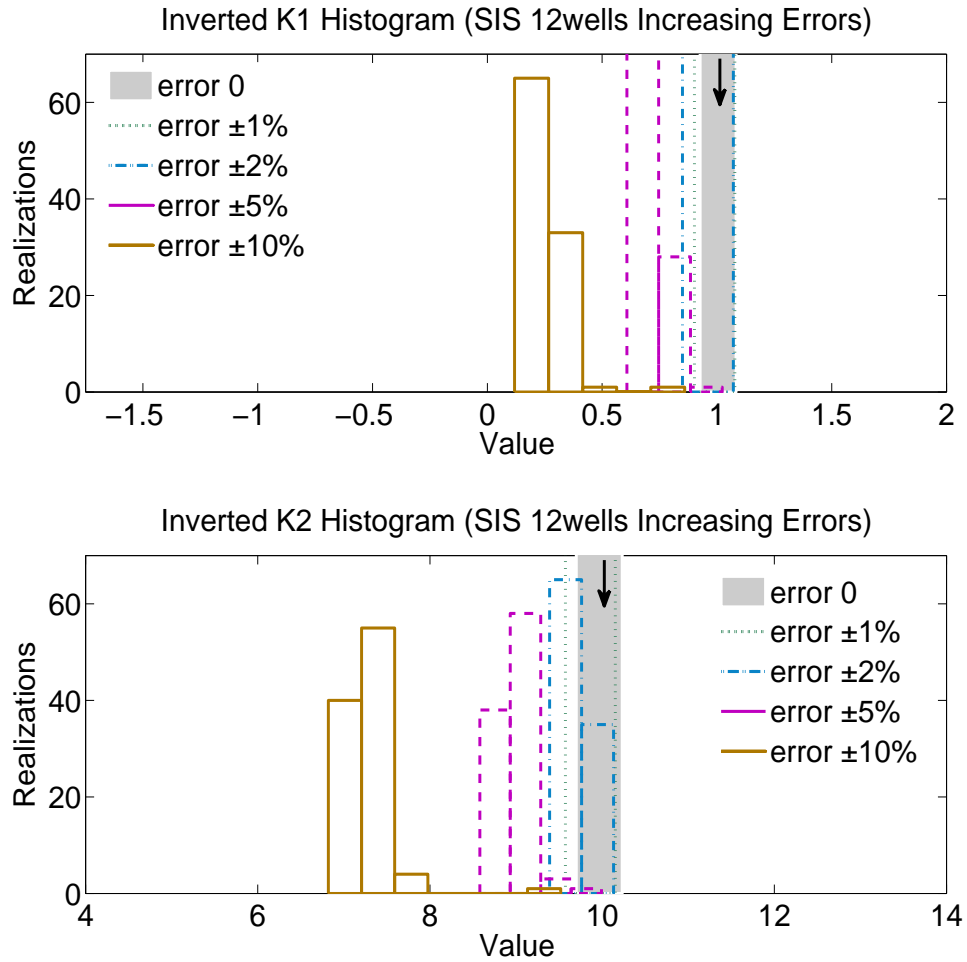 Inverted K1 Histogram (SIS 12wells Increasing Errors)
Realizations
60
40
20
0
error 0
error ±1%
error ±2%
error ±5%
error ±10%
−1.5 −1 −0.5 0 0.5 1 1.5 2
Value
Inverted K2 Histogram (SIS 12wells Increasing Errors)
Realizations
60
40
20
0
error 0
error ±1%
error ±2%
error ±5%
error ±10%
4 6 8 10 12 14
Value